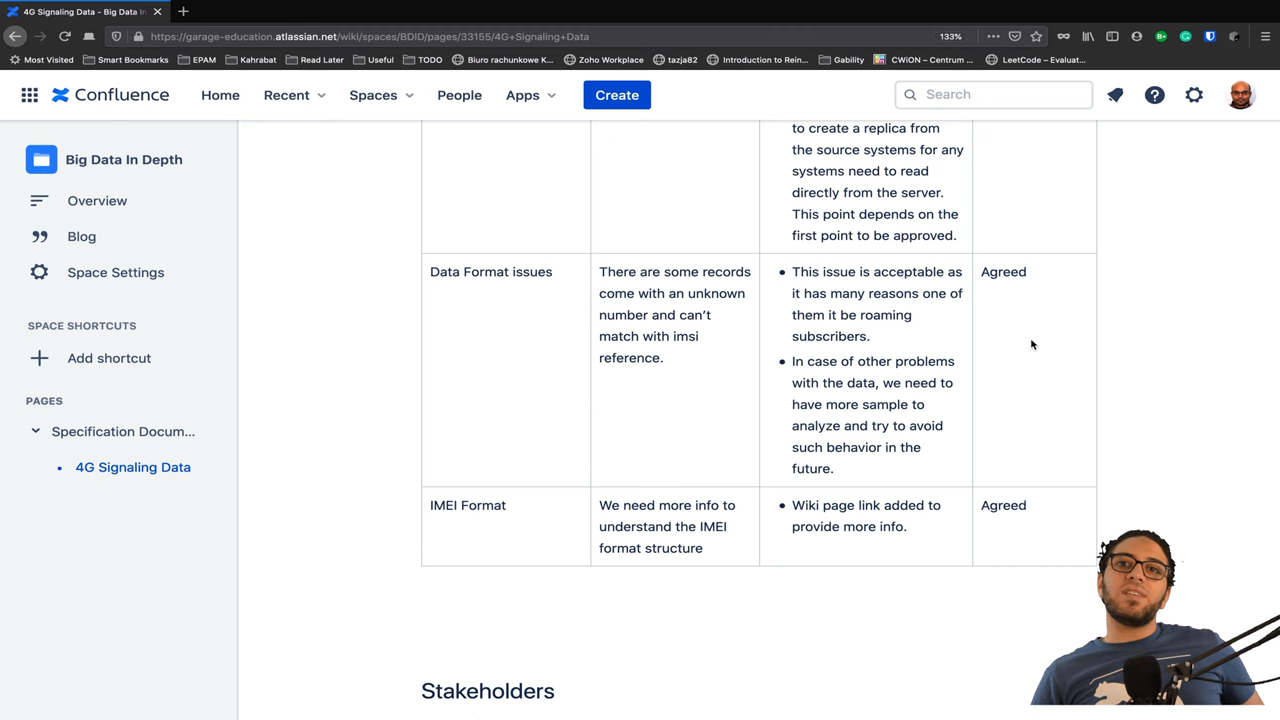 4G Signaling Data - Big Data In
https://garage-education.atlassian.net/wiki/spaces/BDID/pages/33155/4G+Signaling+Data
133%
Most Visited
Smart Bookmarks
EPAM
Kahrabat
Read Later
Useful
TODO
Biuro rachunkowe K...
Zoho Workplace
tazja82
Introduction to Rein...
Gability
CWiON – Centrum ...
LeetCode – Evaluat...
Confluence
Home
Recent
Spaces
People
Apps
Create
Search
Big Data In Depth
Overview
Blog
Space Settings
SPACE SHORTCUTS
Add shortcut
PAGES
Specification Docum...
4G Signaling Data
to create a replica from
the source systems for any
systems need to read
directly from the server.
This point depends on the
first point to be approved.
Data Format issues
There are some records
come with an unknown
number and can't
match with imsi
reference.
• This issue is acceptable as
it has many reasons one of
them it be roaming
subscribers.
• In case of other problems
with the data, we need to
have more sample to
analyze and try to avoid
such behavior in the
future.
Agreed
IMEI Format
We need more info to
understand the IMEI
format structure
• Wiki page link added to
provide more info.
Agreed
Stakeholders